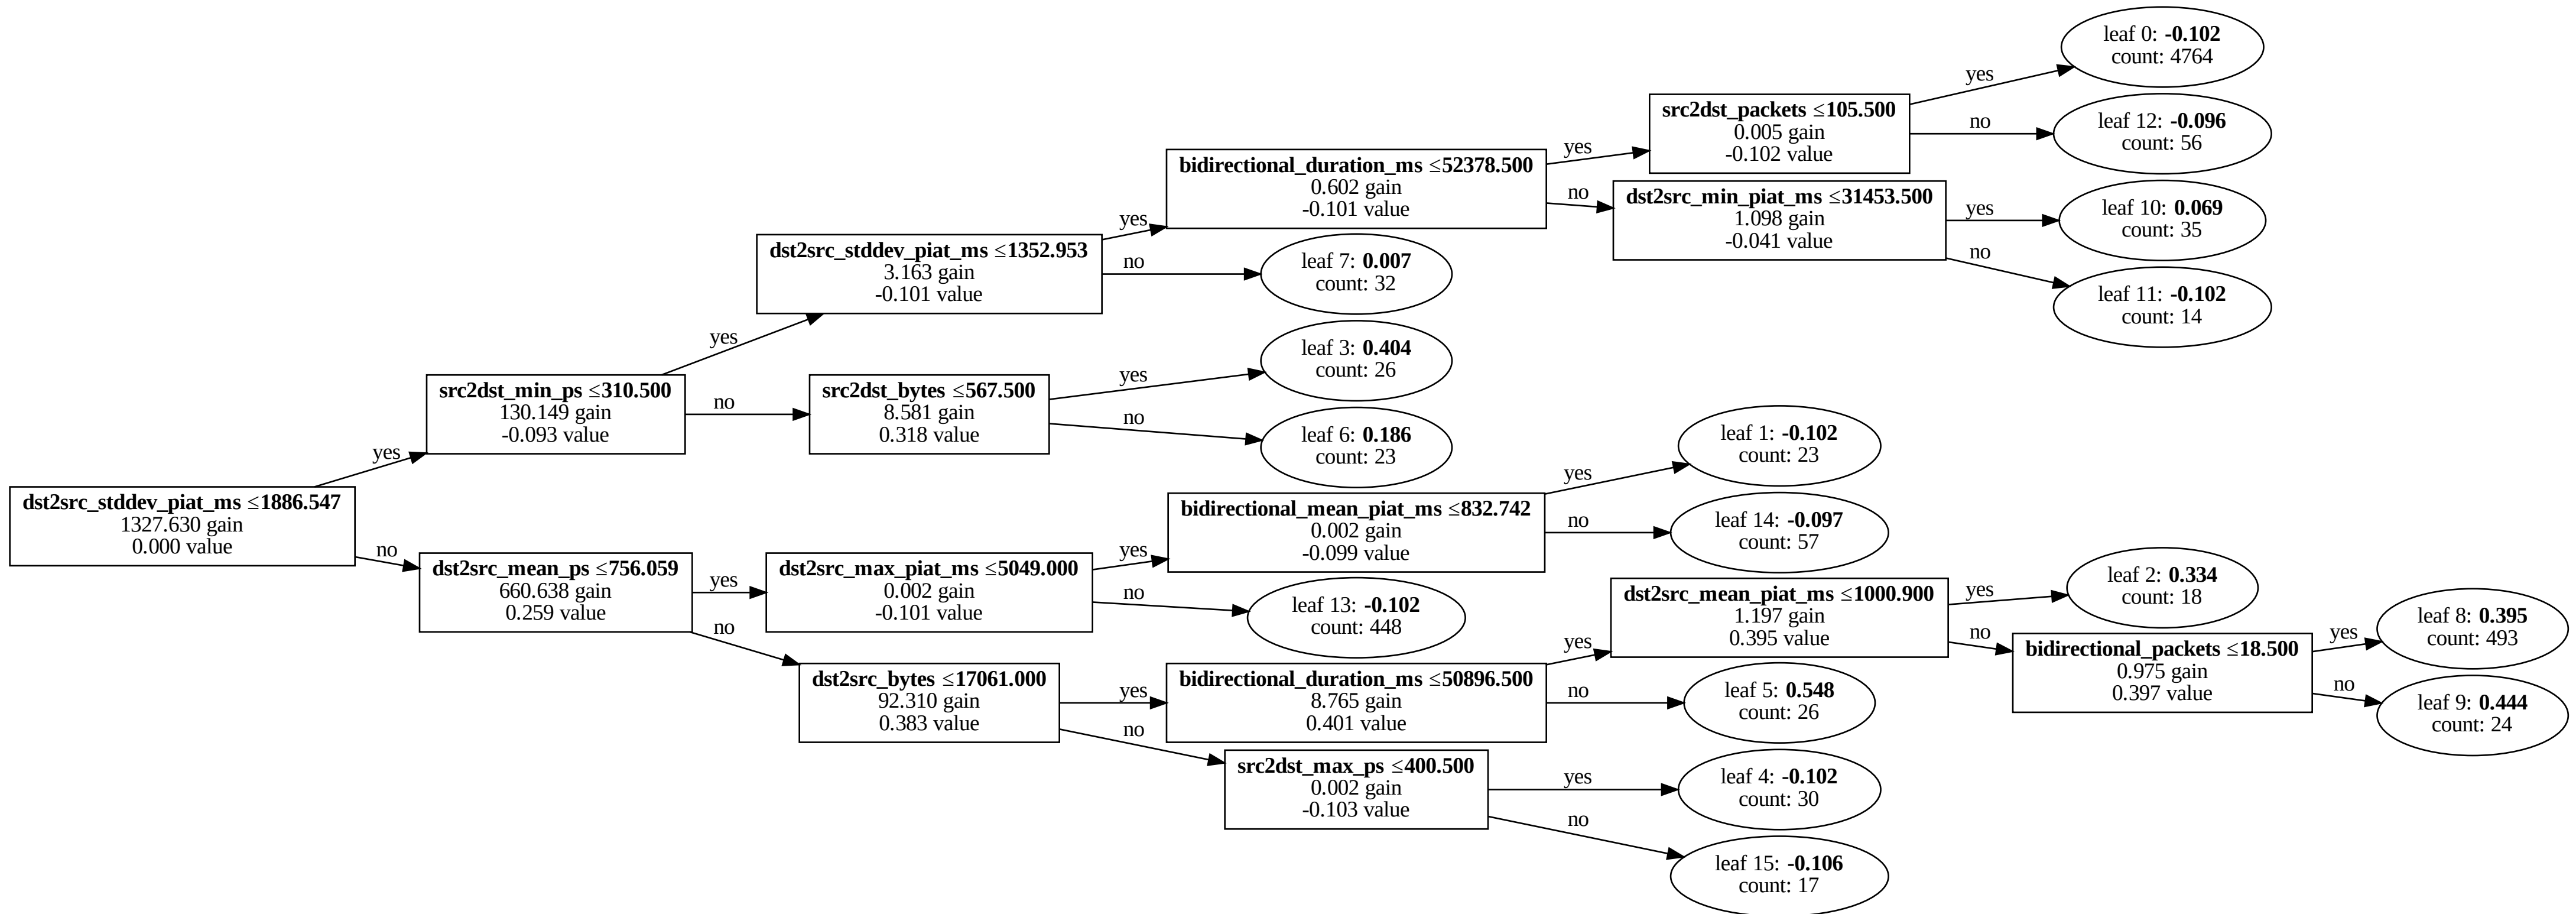 leaf 0: -0.102
count: 4764
yes
src2dst_packets ≤105.500
0.005 gain
-0.102 value
no
leaf 12: -0.096
count: 56
yes
bidirectional_duration_ms ≤52378.500
0.602 gain
-0.101 value
no
dst2src_min_piat_ms ≤31453.500
1.098 gain
-0.041 value
yes
leaf 10: 0.069
count: 35
no
leaf 11: -0.102
count: 14
yes
dst2src_stddev_piat_ms ≤1352.953
3.163 gain
-0.101 value
no
leaf 7: 0.007
count: 32
yes
src2dst_min_ps ≤310.500
130.149 gain
-0.093 value
no
src2dst_bytes ≤567.500
8.581 gain
0.318 value
yes
leaf 3: 0.404
count: 26
no
leaf 6: 0.186
count: 23
yes
dst2src_stddev_piat_ms ≤1886.547
1327.630 gain
0.000 value
no
dst2src_mean_ps ≤756.059
660.638 gain
0.259 value
yes
dst2src_max_piat_ms ≤5049.000
0.002 gain
-0.101 value
yes
bidirectional_mean_piat_ms ≤832.742
0.002 gain
-0.099 value
yes
leaf 1: -0.102
count: 23
no
leaf 14: -0.097
count: 57
no
leaf 13: -0.102
count: 448
no
dst2src_bytes ≤17061.000
92.310 gain
0.383 value
yes
bidirectional_duration_ms ≤50896.500
8.765 gain
0.401 value
yes
dst2src_mean_piat_ms ≤1000.900
1.197 gain
0.395 value
yes
leaf 2: 0.334
count: 18
no
bidirectional_packets ≤18.500
0.975 gain
0.397 value
yes
leaf 8: 0.395
count: 493
no
leaf 9: 0.444
count: 24
no
leaf 5: 0.548
count: 26
no
src2dst_max_ps ≤400.500
0.002 gain
-0.103 value
yes
leaf 4: -0.102
count: 30
no
leaf 15: -0.106
count: 17